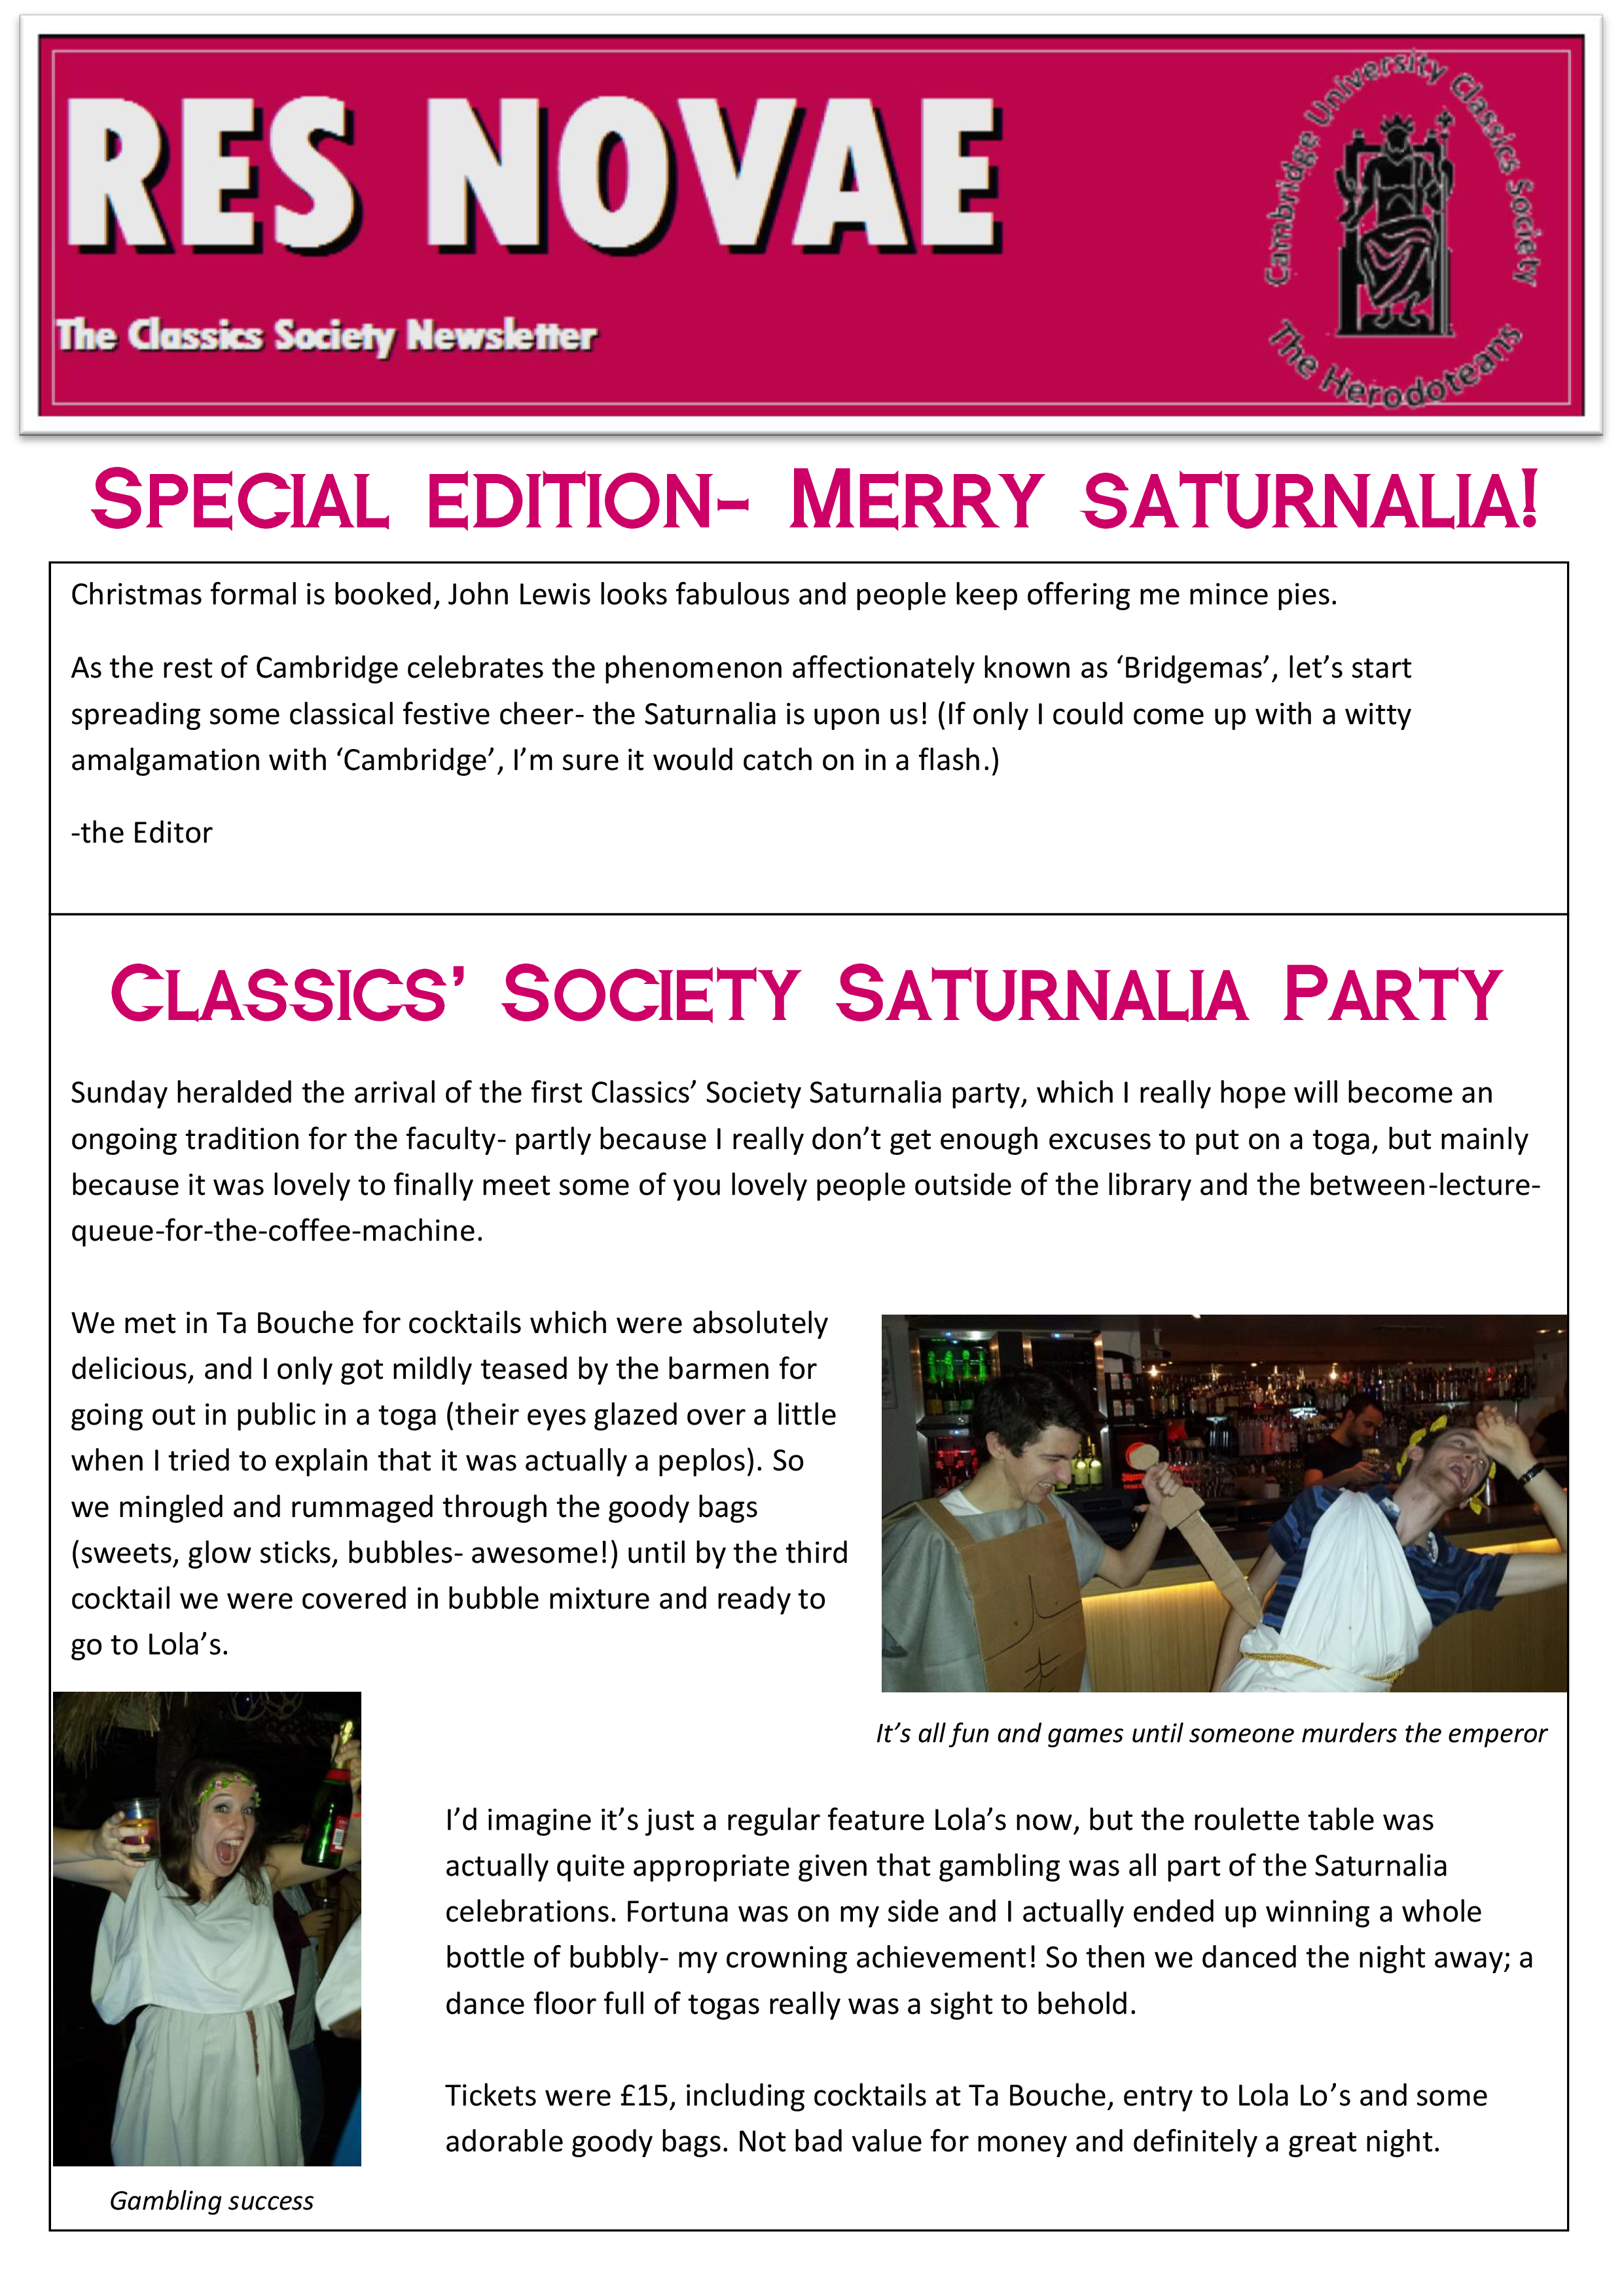 RES NOVAE
The Classics Society Newsletter
Cambridge University Classics Society
The Herodoteans
Special edition- Merry saturnalia!
Christmas formal is booked, John Lewis looks fabulous and people keep offering me mince pies.
As the rest of Cambridge celebrates the phenomenon affectionately known as ‘Bridgemas’, let’s start
spreading some classical festive cheer- the Saturnalia is upon us! (If only I could come up with a witty
amalgamation with ‘Cambridge’, I’m sure it would catch on in a flash.)
-the Editor
Classics’ Society Saturnalia Party
Sunday heralded the arrival of the first Classics’ Society Saturnalia party, which I really hope will become an
ongoing tradition for the faculty- partly because I really don’t get enough excuses to put on a toga, but mainly
because it was lovely to finally meet some of you lovely people outside of the library and the between-lecture-
queue-for-the-coffee-machine.
We met in Ta Bouche for cocktails which were absolutely
delicious, and I only got mildly teased by the barmen for
going out in public in a toga (their eyes glazed over a little
when I tried to explain that it was actually a peplos). So
we mingled and rummaged through the goody bags
(sweets, glow sticks, bubbles- awesome!) until by the third
cocktail we were covered in bubble mixture and ready to
go to Lola’s.
It’s all fun and games until someone murders the emperor
I’d imagine it’s just a regular feature Lola’s now, but the roulette table was
actually quite appropriate given that gambling was all part of the Saturnalia
celebrations. Fortuna was on my side and I actually ended up winning a whole
bottle of bubbly- my crowning achievement! So then we danced the night away; a
dance floor full of togas really was a sight to behold.
Tickets were £15, including cocktails at Ta Bouche, entry to Lola Lo’s and some
adorable goody bags. Not bad value for money and definitely a great night.
Gambling success